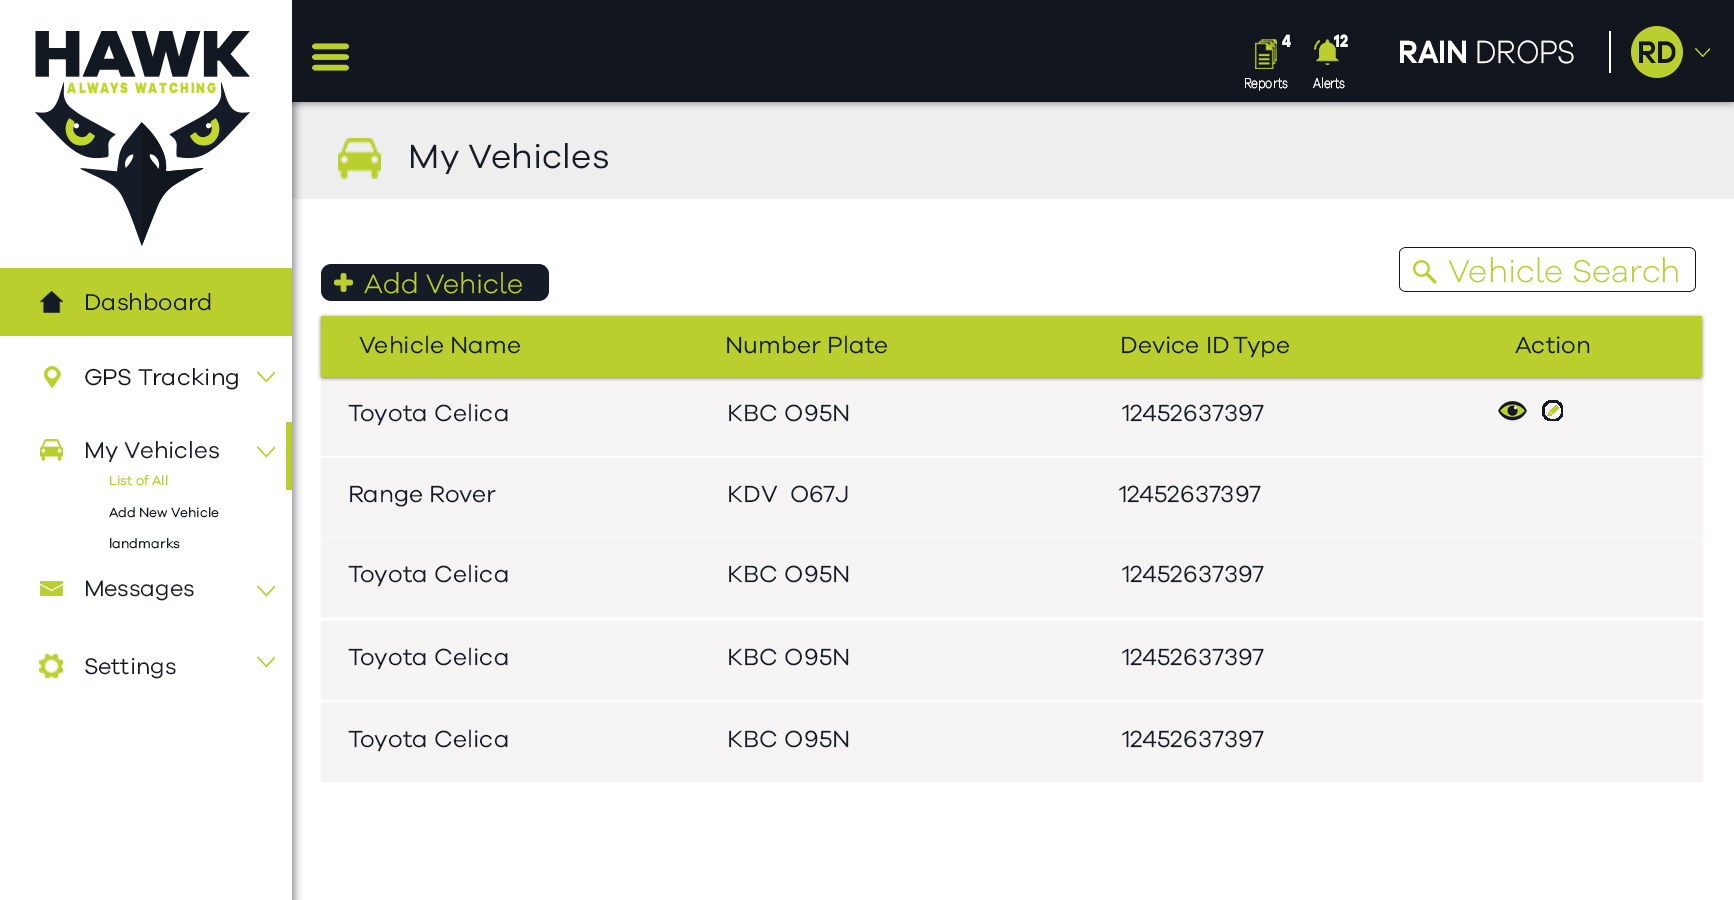 HAWK
ALWAYS WATCHING
4
Reports
12
Alerts
RAIN DROPS
RD
My Vehicles
Dashboard
GPS Tracking
My Vehicles
List of All
Add New Vehicle
landmarks
Messages
Settings
Add Vehicle
Vehicle Search
Vehicle Name Number Plate Device ID Type Action
Toyota Celica KBC O95N 12452637397
Range Rover KDV O67J 12452637397
Toyota Celica KBC O95N 12452637397
Toyota Celica KBC O95N 12452637397
Toyota Celica KBC O95N 12452637397